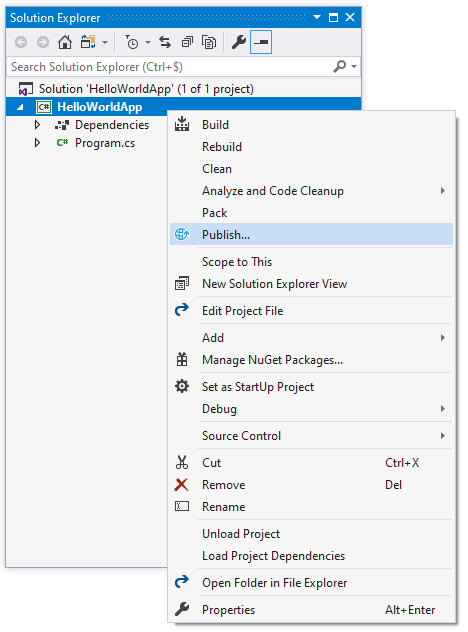 Solution Explorer
Search Solution Explorer (Ctrl+$)
Solution 'HelloWorldApp' (1 of 1 project)
C# HelloWorldApp
Dependencies
C# Program.cs
Build
Rebuild
Clean
Analyze and Code Cleanup
Pack
Publish...
Scope to This
New Solution Explorer View
Edit Project File
Add
Manage NuGet Packages...
Set as StartUp Project
Debug
Source Control
Cut Ctrl+X
Remove Del
Rename
Unload Project
Load Project Dependencies
Open Folder in File Explorer
Properties Alt+Enter